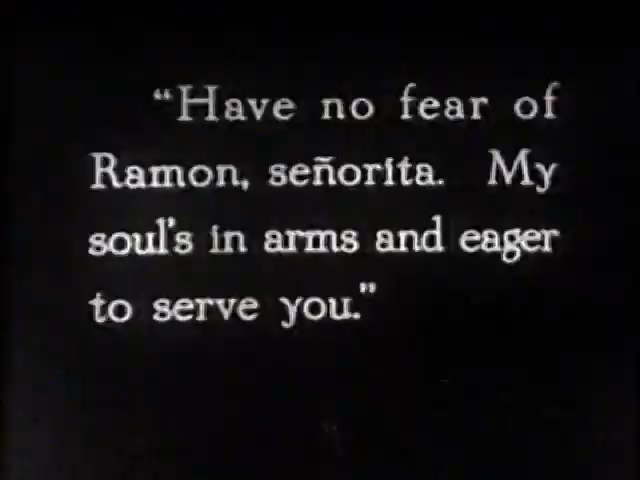 “Have no fear of
Ramon, señorita. My
soul's in arms and eager
to serve you.”